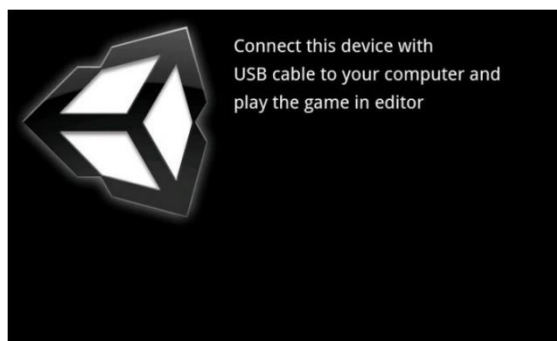 Connect this device with
USB cable to your computer and
play the game in editor